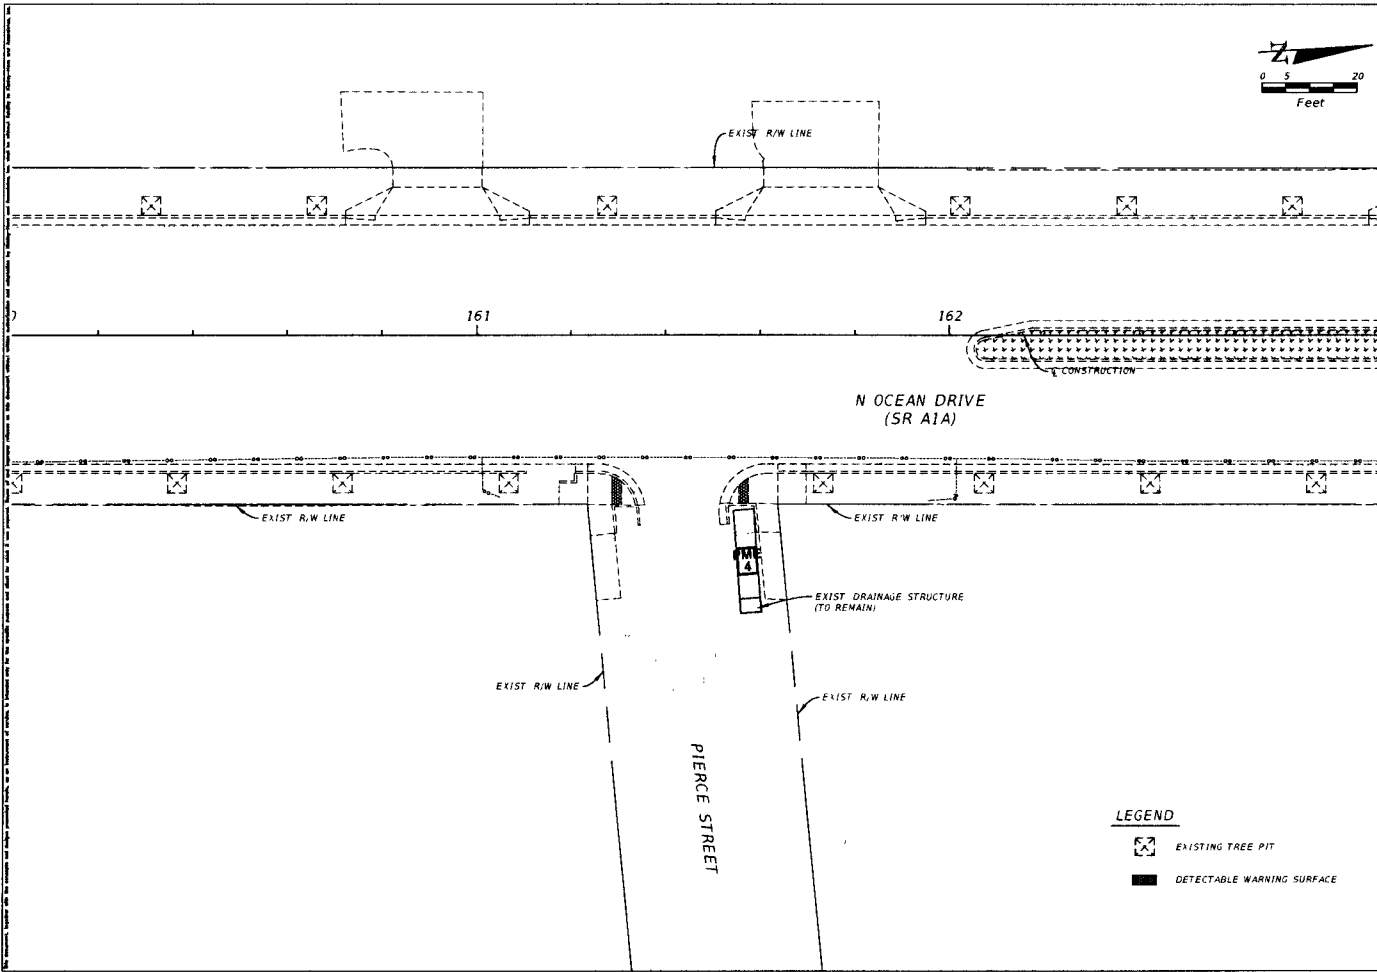 N
0 5 20
Feet
EXIST R/W LINE
161
162
℄ CONSTRUCTION
N OCEAN DRIVE
(SR A1A)
EXIST R/W LINE
EXIST R/W LINE
PME
4
EXIST DRAINAGE STRUCTURE
(TO REMAIN)
EXIST R/W LINE
EXIST R/W LINE
PIERCE STREET
LEGEND
EXISTING TREE PIT
DETECTABLE WARNING SURFACE